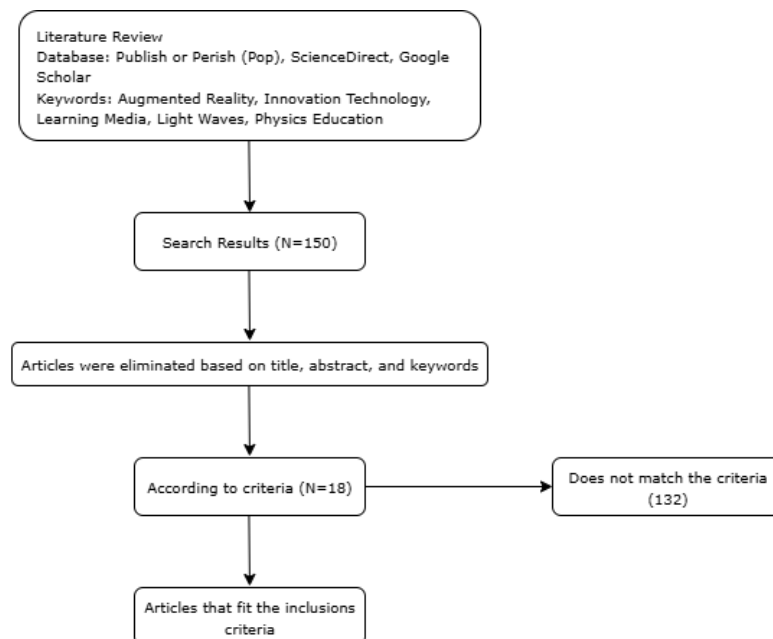 Literature Review
Database: Publish or Perish (Pop), ScienceDirect, Google
Scholar
Keywords: Augmented Reality, Innovation Technology,
Learning Media, Light Waves, Physics Education
Search Results (N=150)
Articles were eliminated based on title, abstract, and keywords
According to criteria (N=18)
Does not match the criteria
(132)
Articles that fit the inclusions
criteria